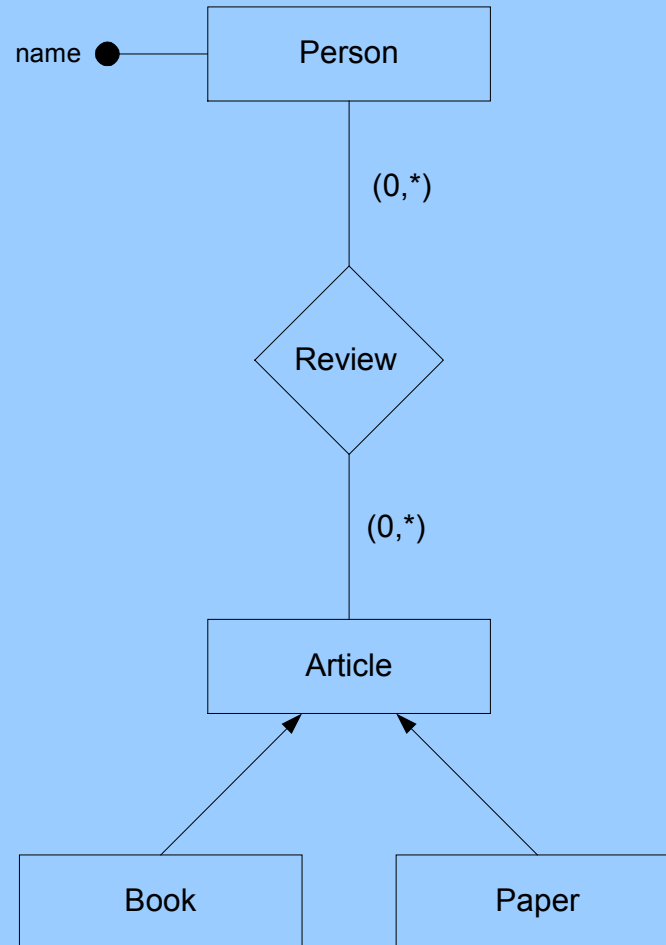 name
Person
(0,*)
Review
(0,*)
Article
Book
Paper